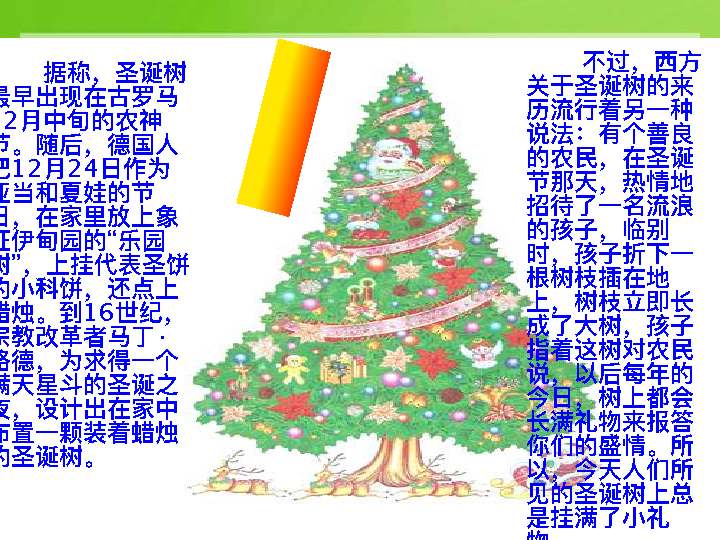 据称，圣诞树
最早出现在古罗马
12月中旬的农神
节。随后，德国人
把12月24日作为
亚当和夏娃的节
日，在家里放上象
征伊甸园的“乐园
树”，上挂代表圣饼
的小科饼，还点上
蜡烛。到16世纪，
宗教改革者马丁·
路德，为求得一个
满天星斗的圣诞之
夜，设计出在家中
布置一颗装着蜡烛
的圣诞树。
不过，西方
关于圣诞树的来
历流行着另一种
说法：有个善良
的农民，在圣诞
节那天，热情地
招待了一名流浪
的孩子，临别
时，孩子折下一
根树枝插在地
上，树枝立即长
成了大树，孩子
指着这树对农民
说，以后每年的
今日，树上都会
长满礼物来报答
你们的盛情。所
以，今天人们所
见的圣诞树上总
是挂满了小礼
物